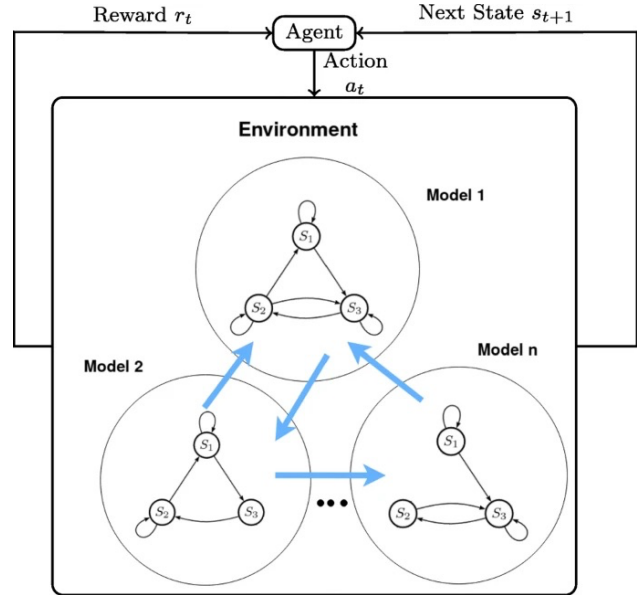 Reward r_t
Next State s_{t+1}
Agent
Action
a_t
Environment
Model 1
S_1
S_2
S_3
Model 2
Model n
S_1
S_2
S_3
S_1
S_2
S_3